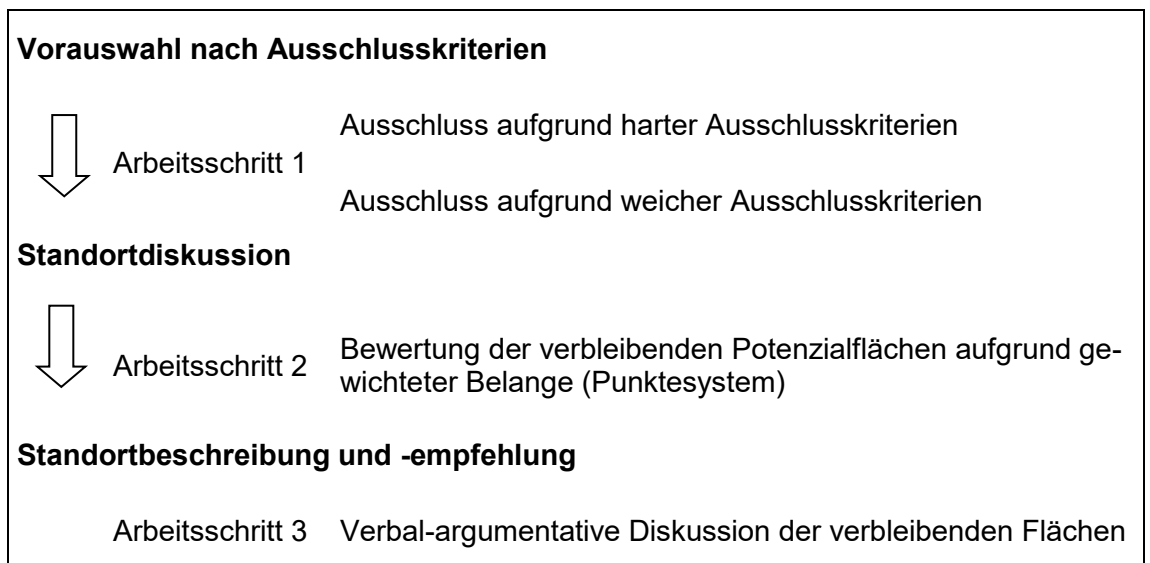 Vorauswahl nach Ausschlusskriterien
Ausschluss aufgrund harter Ausschlusskriterien
Arbeitsschritt 1
Ausschluss aufgrund weicher Ausschlusskriterien
Standortdiskussion
Arbeitsschritt 2
Bewertung der verbleibenden Potenzialflächen aufgrund ge-
wichteter Belange (Punktesystem)
Standortbeschreibung und -empfehlung
Arbeitsschritt 3 Verbal-argumentative Diskussion der verbleibenden Flächen